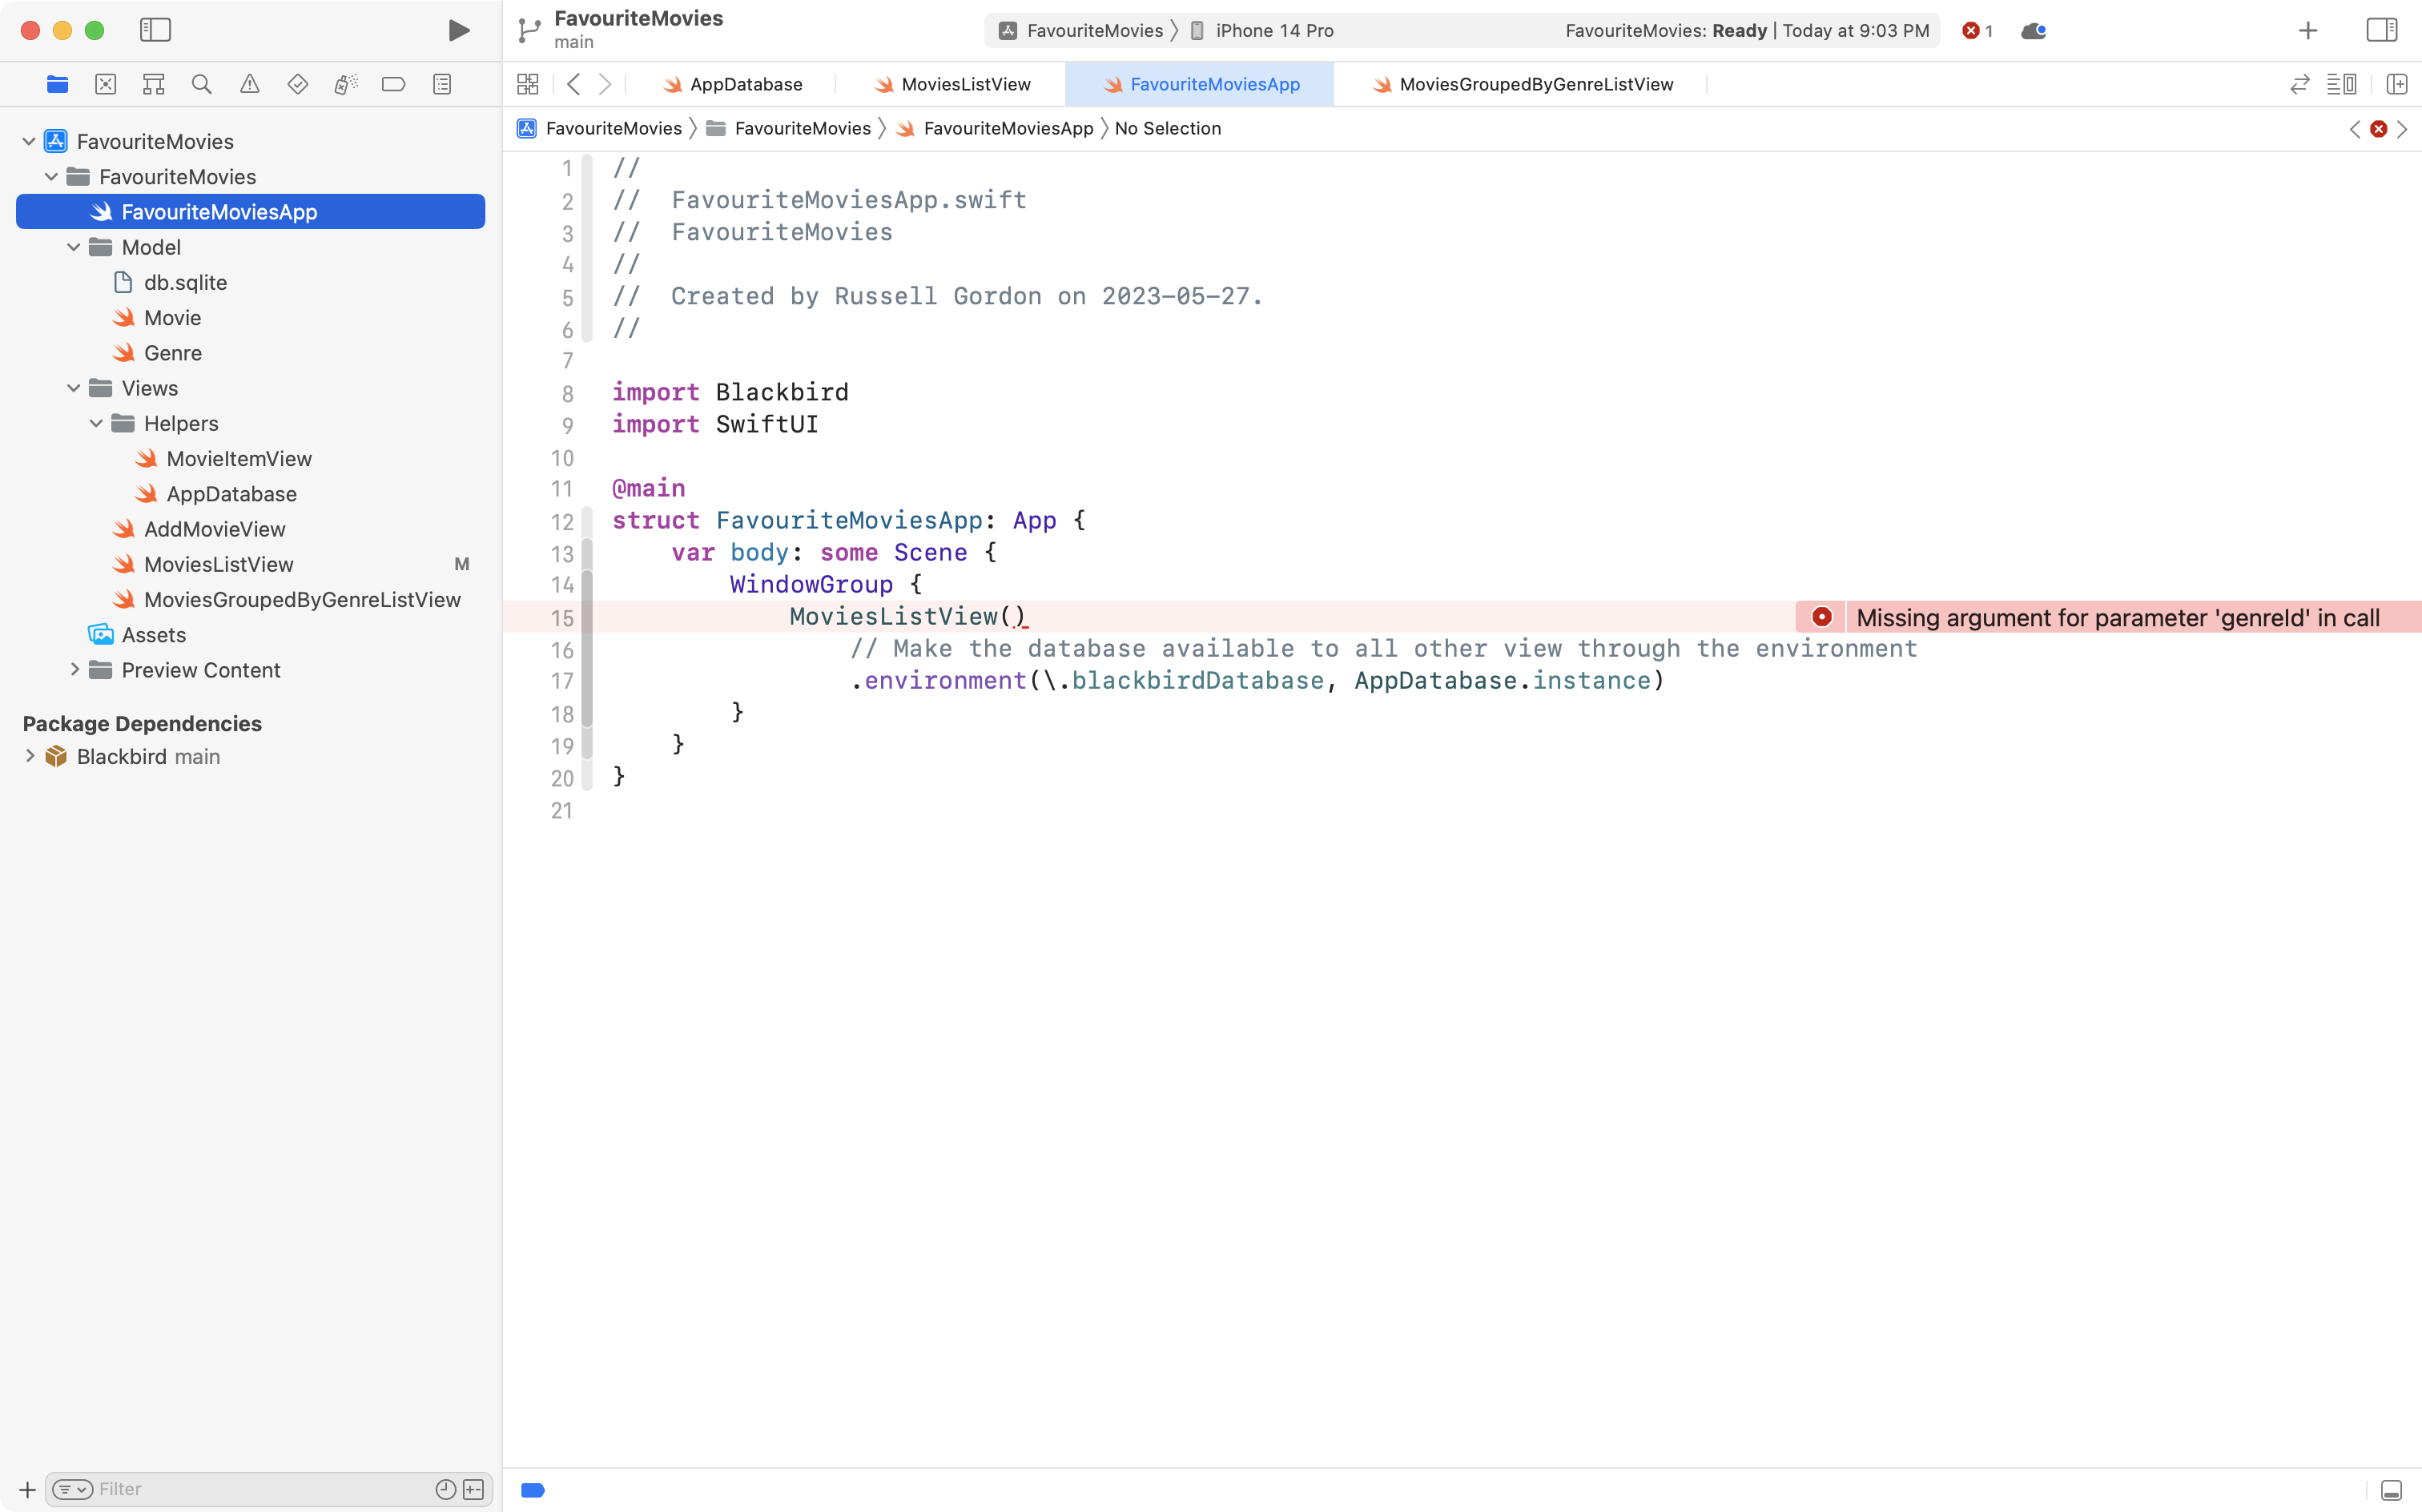 FavouriteMovies
main
FavouriteMovies
iPhone 14 Pro
FavouriteMovies: Ready | Today at 9:03 PM
1
AppDatabase
MoviesListView
FavouriteMoviesApp
MoviesGroupedByGenreListView
FavouriteMovies
FavouriteMovies
FavouriteMoviesApp
No Selection
FavouriteMovies
FavouriteMovies
FavouriteMoviesApp
Model
db.sqlite
Movie
Genre
Views
Helpers
MovieItemView
AppDatabase
AddMovieView
MoviesListView M
MoviesGroupedByGenreListView
Assets
Preview Content
Package Dependencies
Blackbird main
Filter
1 //
2 //  FavouriteMoviesApp.swift
3 //  FavouriteMovies
4 //
5 //  Created by Russell Gordon on 2023-05-27.
6 //
7
8 import Blackbird
9 import SwiftUI
10
11 @main
12 struct FavouriteMoviesApp: App {
13     var body: some Scene {
14         WindowGroup {
15             MoviesListView() Missing argument for parameter 'genreId' in call
16                 // Make the database available to all other view through the environment
17                 .environment(\.blackbirdDatabase, AppDatabase.instance)
18         }
19     }
20 }
21